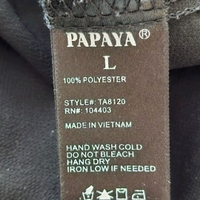 PAPAYA®
L
100% POLYESTER
STYLE#: TA8120
RN#: 104403
MADE IN VIETNAM
HAND WASH COLD
DO NOT BLEACH
HANG DRY
IRON LOW IF NEEDED